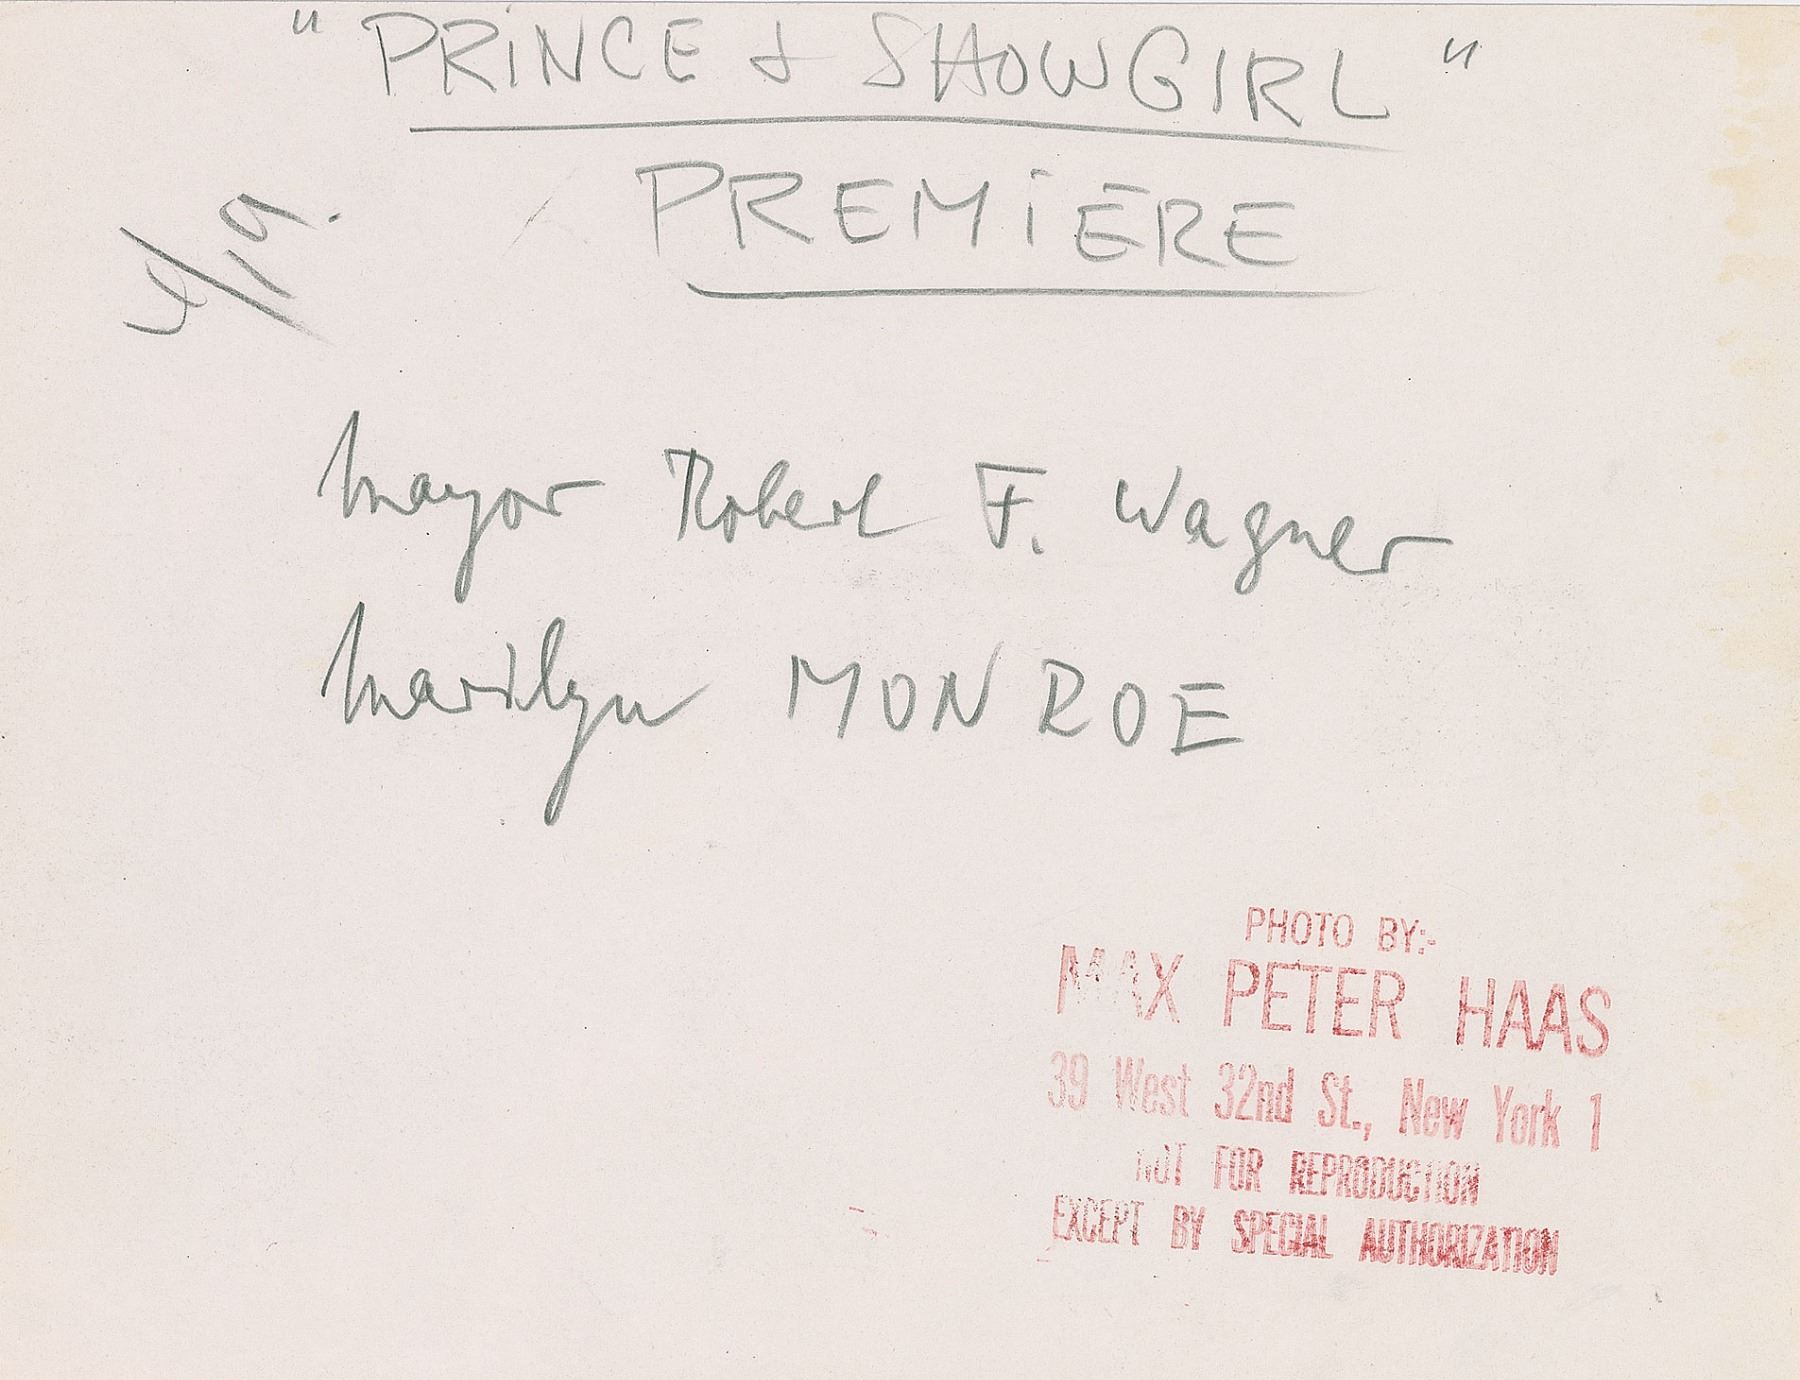 " PRINCE & SHOWGIRL "
PREMIERE
Mayor Robert F. Wagner
Marilyn MONROE
PHOTO BY:-
MAX PETER HAAS
39 West 32nd St., New York 1
NOT FOR REPRODUCTION
EXCEPT BY SPECIAL AUTHORIZATION